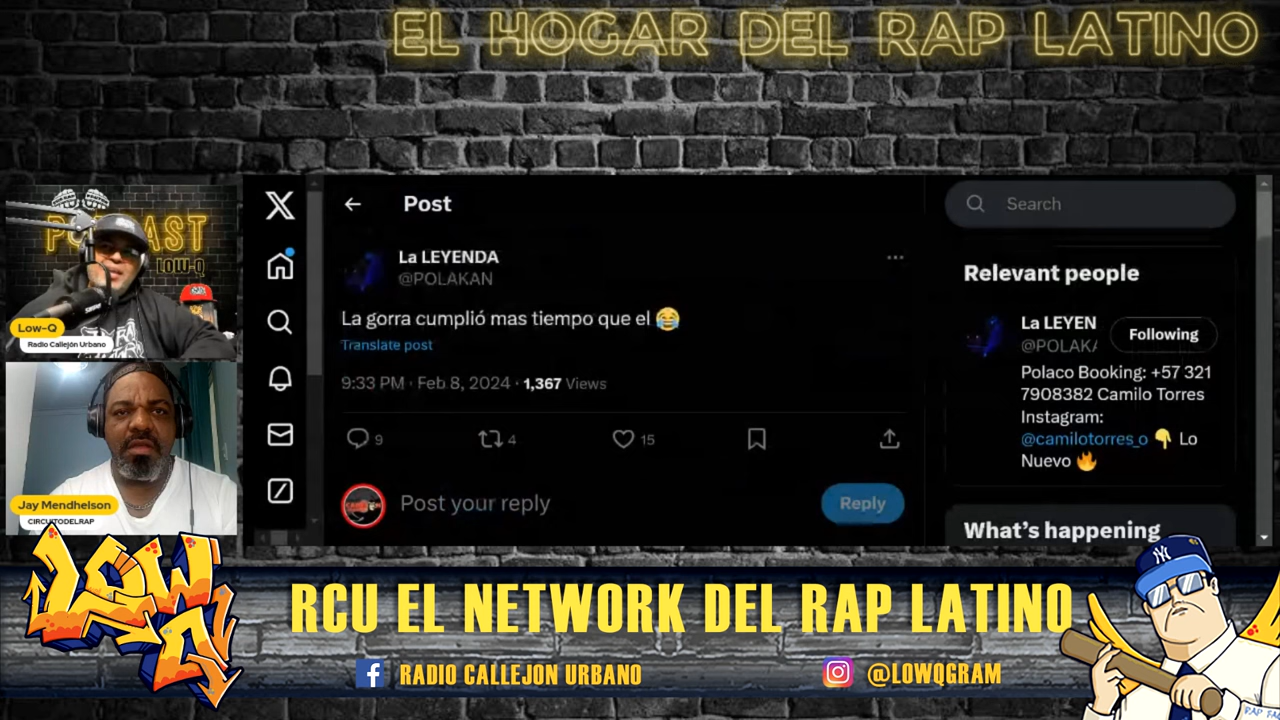 EL HOGAR DEL RAP LATINO
PODCAST
LOW-Q
Low-Q
Radio Callejón Urbano
Jay Mendhelson
CIRCUITODELRAP
Post
La LEYENDA
@POLAKAN
La gorra cumplió mas tiempo que el 😂
Translate post
9:33 PM · Feb 8, 2024 · 1,367 Views
9
4
15
Post your reply
Reply
Search
Relevant people
La LEYEN
@POLAK
Following
Polaco Booking: +57 321
7908382 Camilo Torres
Instagram:
@camilotorres_o 👇 Lo
Nuevo 🔥
What's happening
LOW Q
RCU EL NETWORK DEL RAP LATINO
RADIO CALLEJON URBANO
@LOWQGRAM
NY